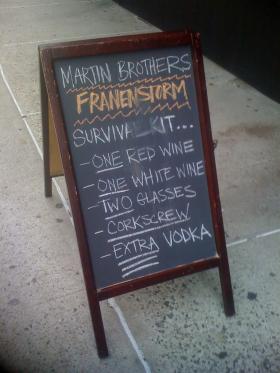 MARTIN BROTHERS
FRANENSTORM
SURVIVAL KIT...
- ONE RED WINE
- ONE WHITE WINE
- TWO GLASSES
- CORKSCREW
- EXTRA VODKA